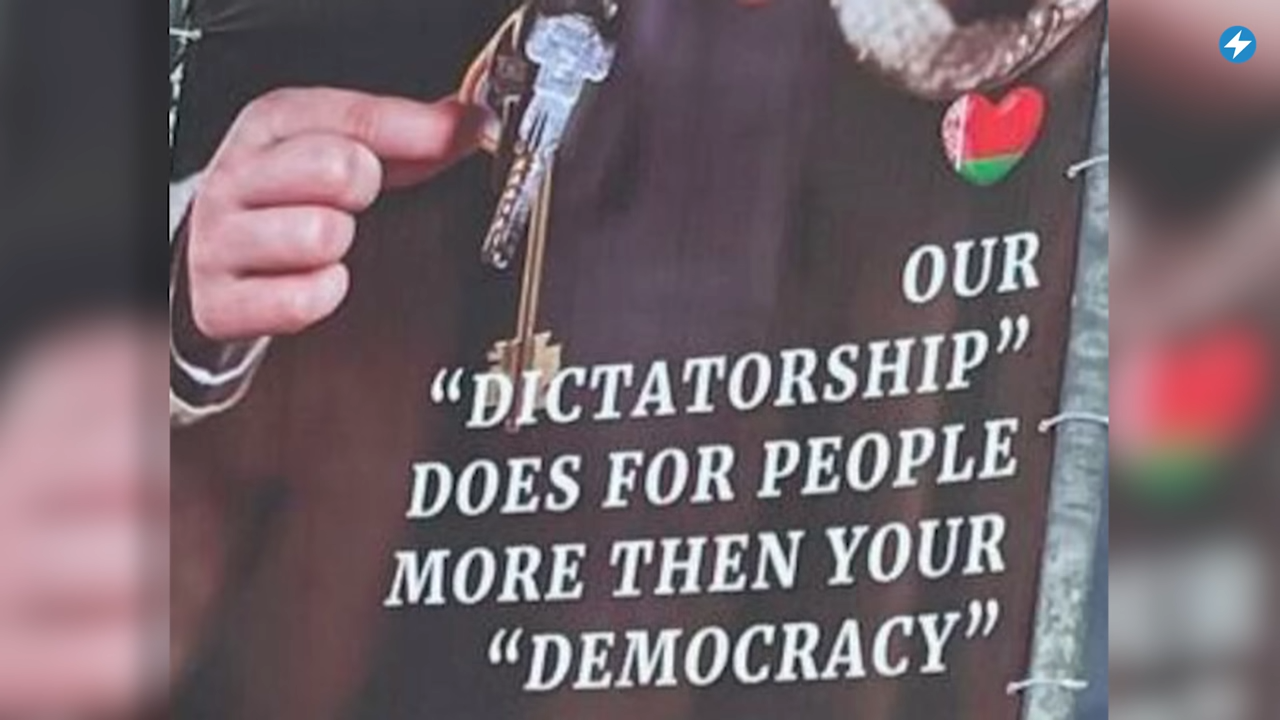 OUR
“DICTATORSHIP”
DOES FOR PEOPLE
MORE THEN YOUR
“DEMOCRACY”